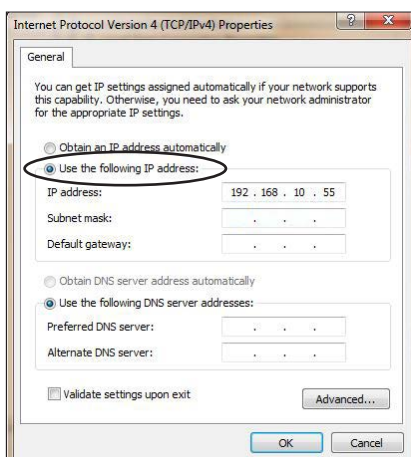 Internet Protocol Version 4 (TCP/IPv4) Properties
General
You can get IP settings assigned automatically if your network supports
this capability. Otherwise, you need to ask your network administrator
for the appropriate IP settings.
Obtain an IP address automatically
Use the following IP address:
IP address: 192 . 168 . 10 . 55
Subnet mask: . . .
Default gateway: . . .
Obtain DNS server address automatically
Use the following DNS server addresses:
Preferred DNS server: . . .
Alternate DNS server: . . .
Validate settings upon exit
Advanced...
OK Cancel